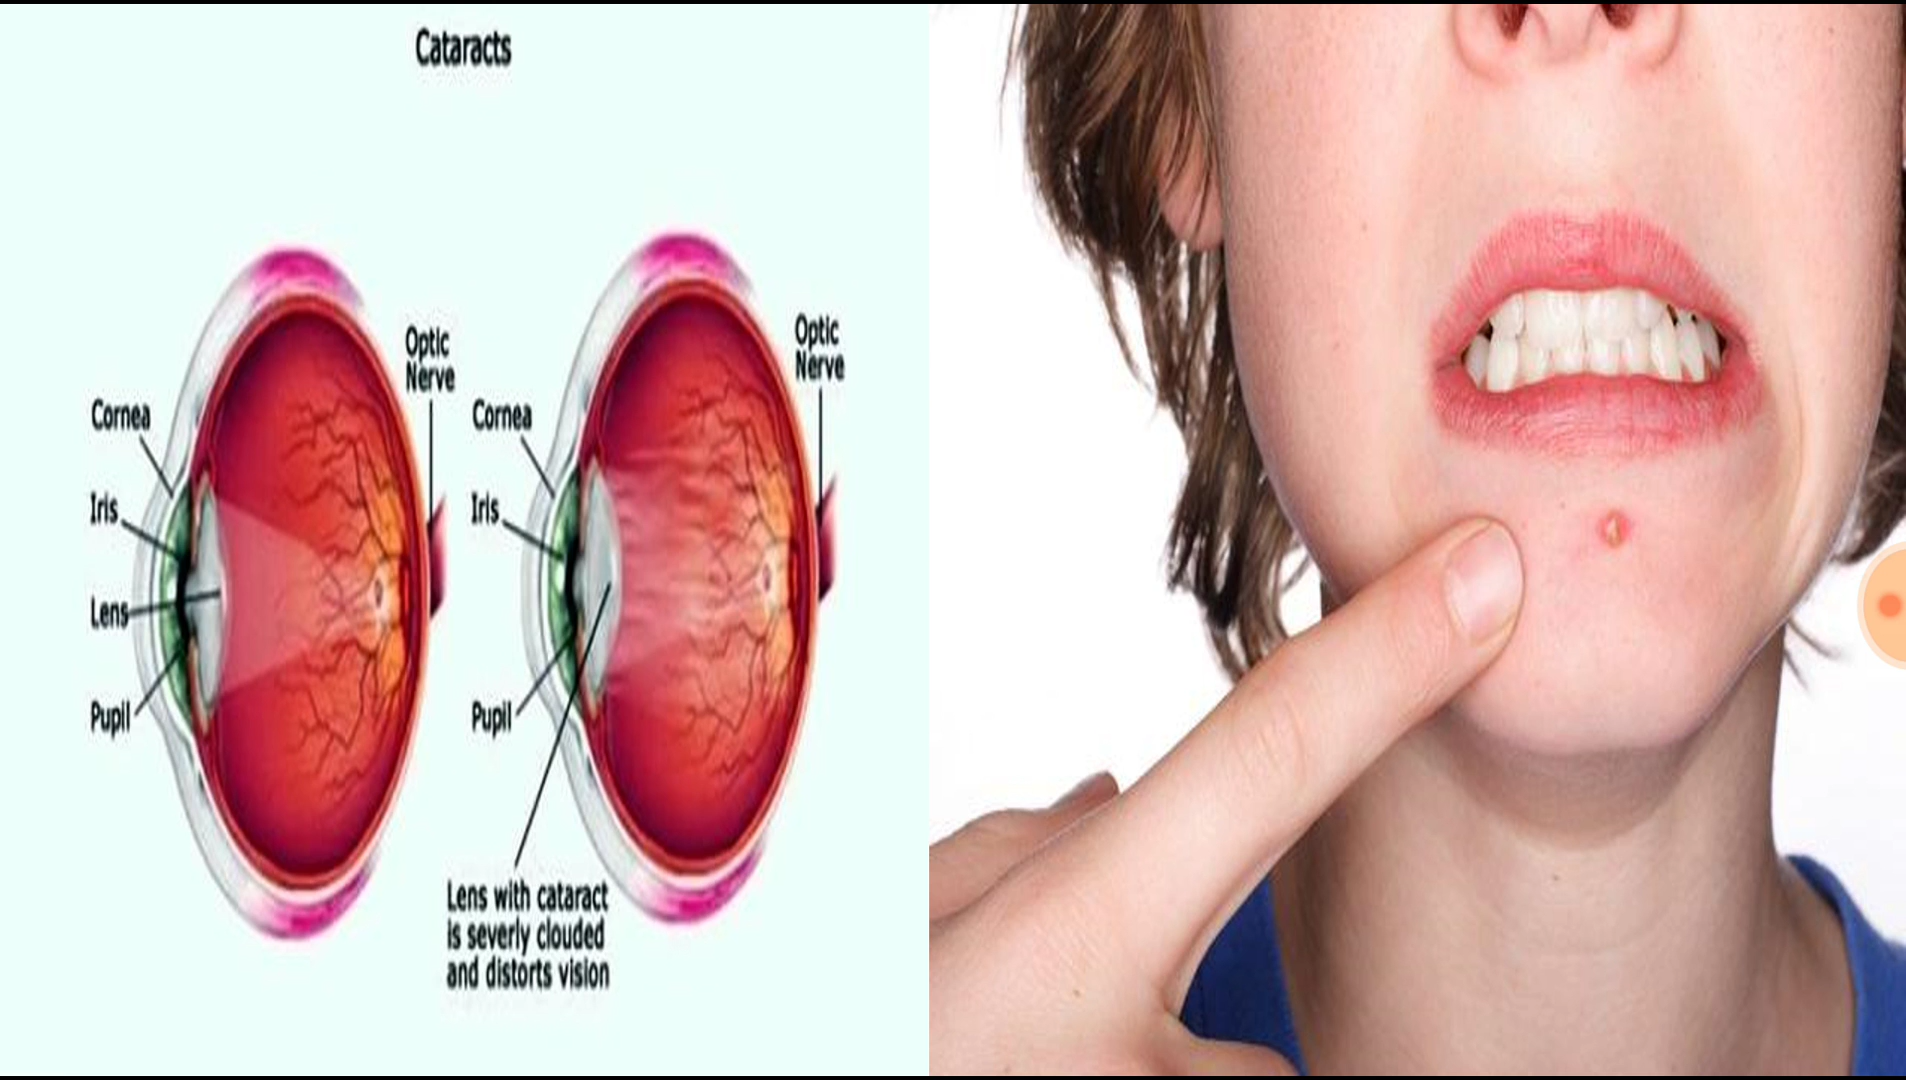 Cataracts
Optic
Nerve
Cornea
Iris
Lens
Pupil
Optic
Nerve
Cornea
Iris
Pupil
Lens with cataract
is severly clouded
and distorts vision